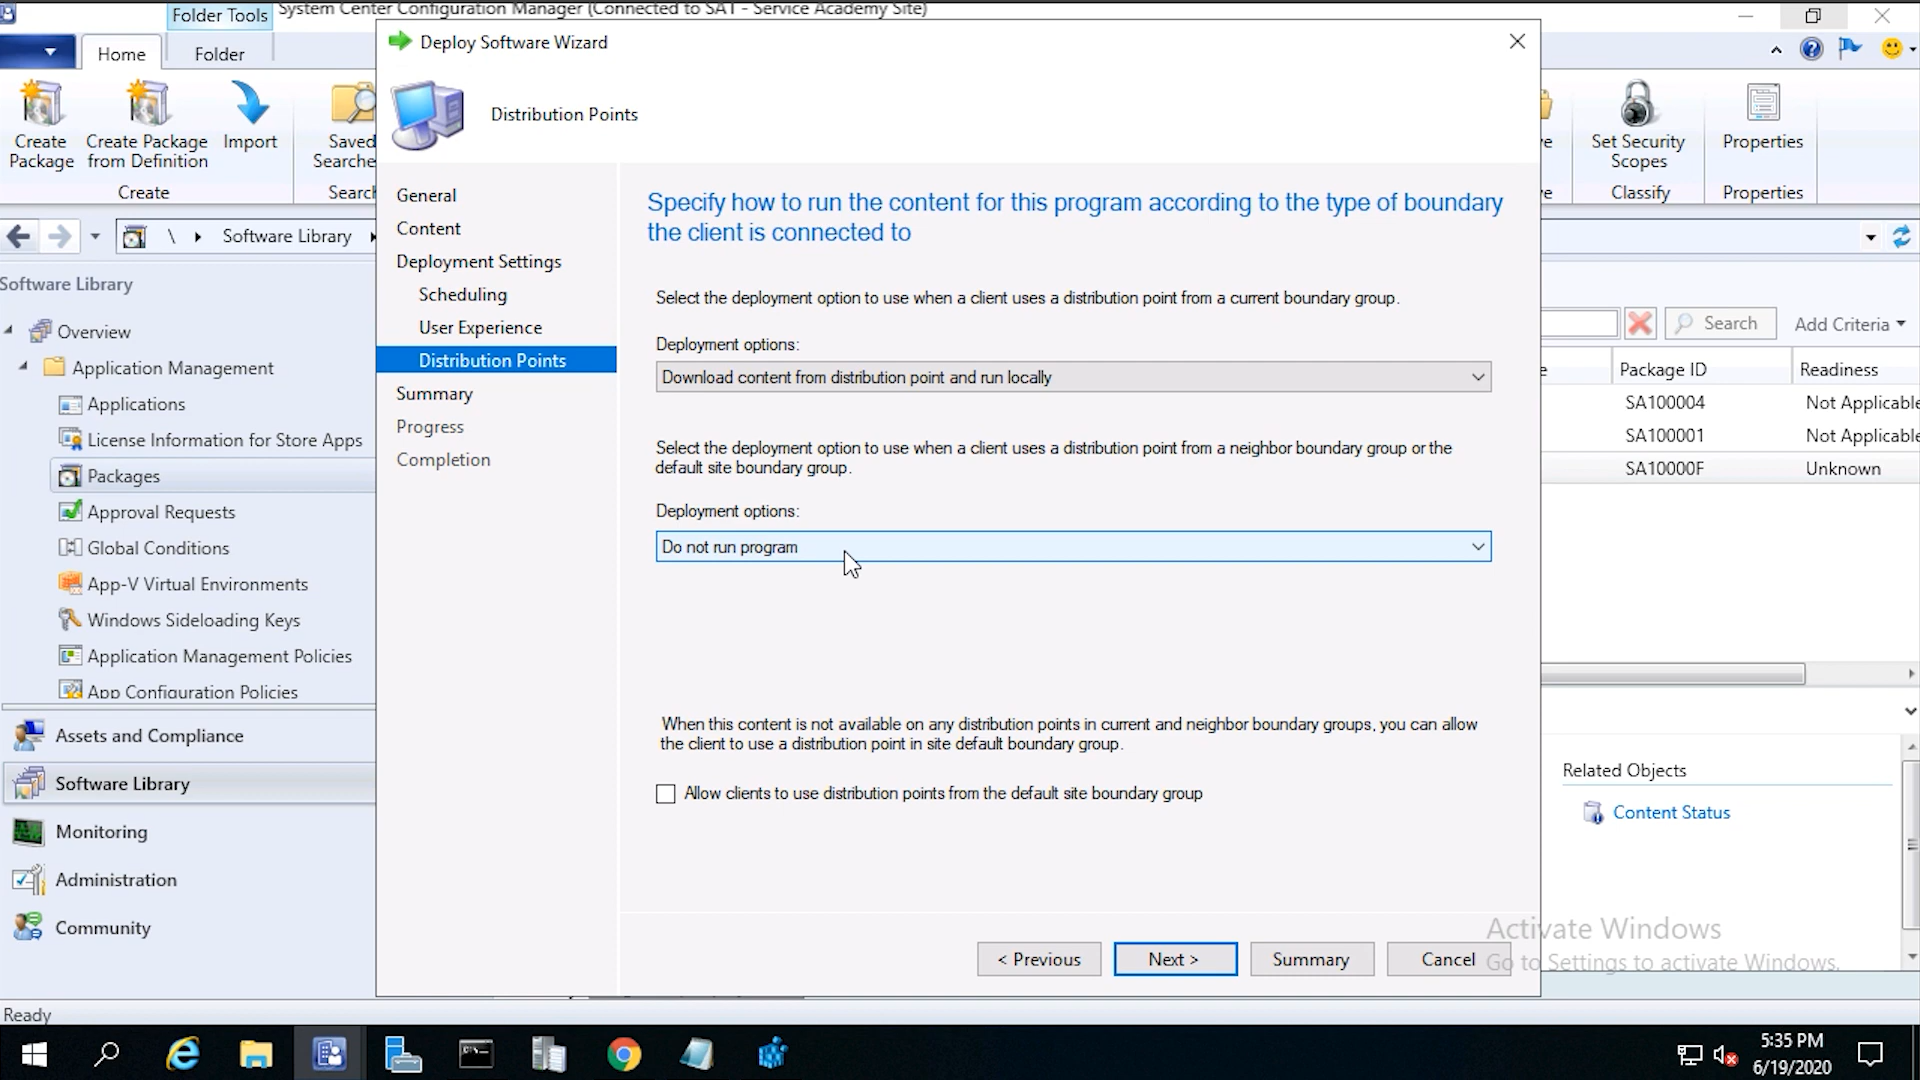 Folder Tools
System Center Configuration Manager (Connected to SAT - Service Academy Site)
Home
Folder
Create
Package
Create Package
from Definition
Import
Saved
Create
Set Security
Scopes
Classify
Properties
Properties
\
Software Library
Software Library
Overview
Application Management
Applications
License Information for Store Apps
Packages
Approval Requests
Global Conditions
App-V Virtual Environments
Windows Sideloading Keys
Application Management Policies
App Configuration Policies
Assets and Compliance
Software Library
Monitoring
Administration
Community
Ready
Deploy Software Wizard
Distribution Points
General
Content
Deployment Settings
Scheduling
User Experience
Distribution Points
Summary
Progress
Completion
Specify how to run the content for this program according to the type of boundary
the client is connected to
Select the deployment option to use when a client uses a distribution point from a current boundary group.
Deployment options:
Download content from distribution point and run locally
Select the deployment option to use when a client uses a distribution point from a neighbor boundary group or the
default site boundary group.
Deployment options:
Do not run program
When this content is not available on any distribution points in current and neighbor boundary groups, you can allow
the client to use a distribution point in site default boundary group.
Allow clients to use distribution points from the default site boundary group
< Previous
Next >
Summary
Cancel
Search
Add Criteria
Package ID
Readiness
SA100004
Not Applicable
SA100001
Not Applicable
SA10000F
Unknown
Related Objects
Content Status
Activate Windows
Go to Settings to activate Windows.
5:35 PM
6/19/2020